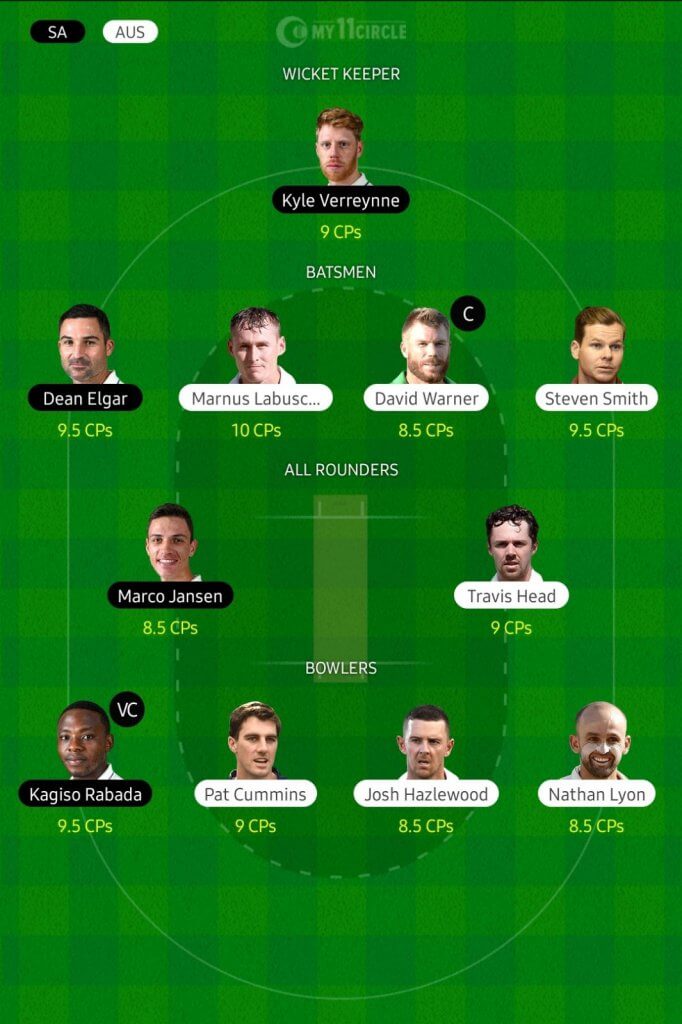 SA AUS MY11CIRCLE
WICKET KEEPER
Kyle Verreynne
9 CPs
BATSMEN
C
Dean Elgar Marnus Labusc... David Warner Steven Smith
9.5 CPs 10 CPs 8.5 CPs 9.5 CPs
ALL ROUNDERS
Marco Jansen Travis Head
8.5 CPs 9 CPs
BOWLERS
VC
Kagiso Rabada Pat Cummins Josh Hazlewood Nathan Lyon
9.5 CPs 9 CPs 8.5 CPs 8.5 CPs